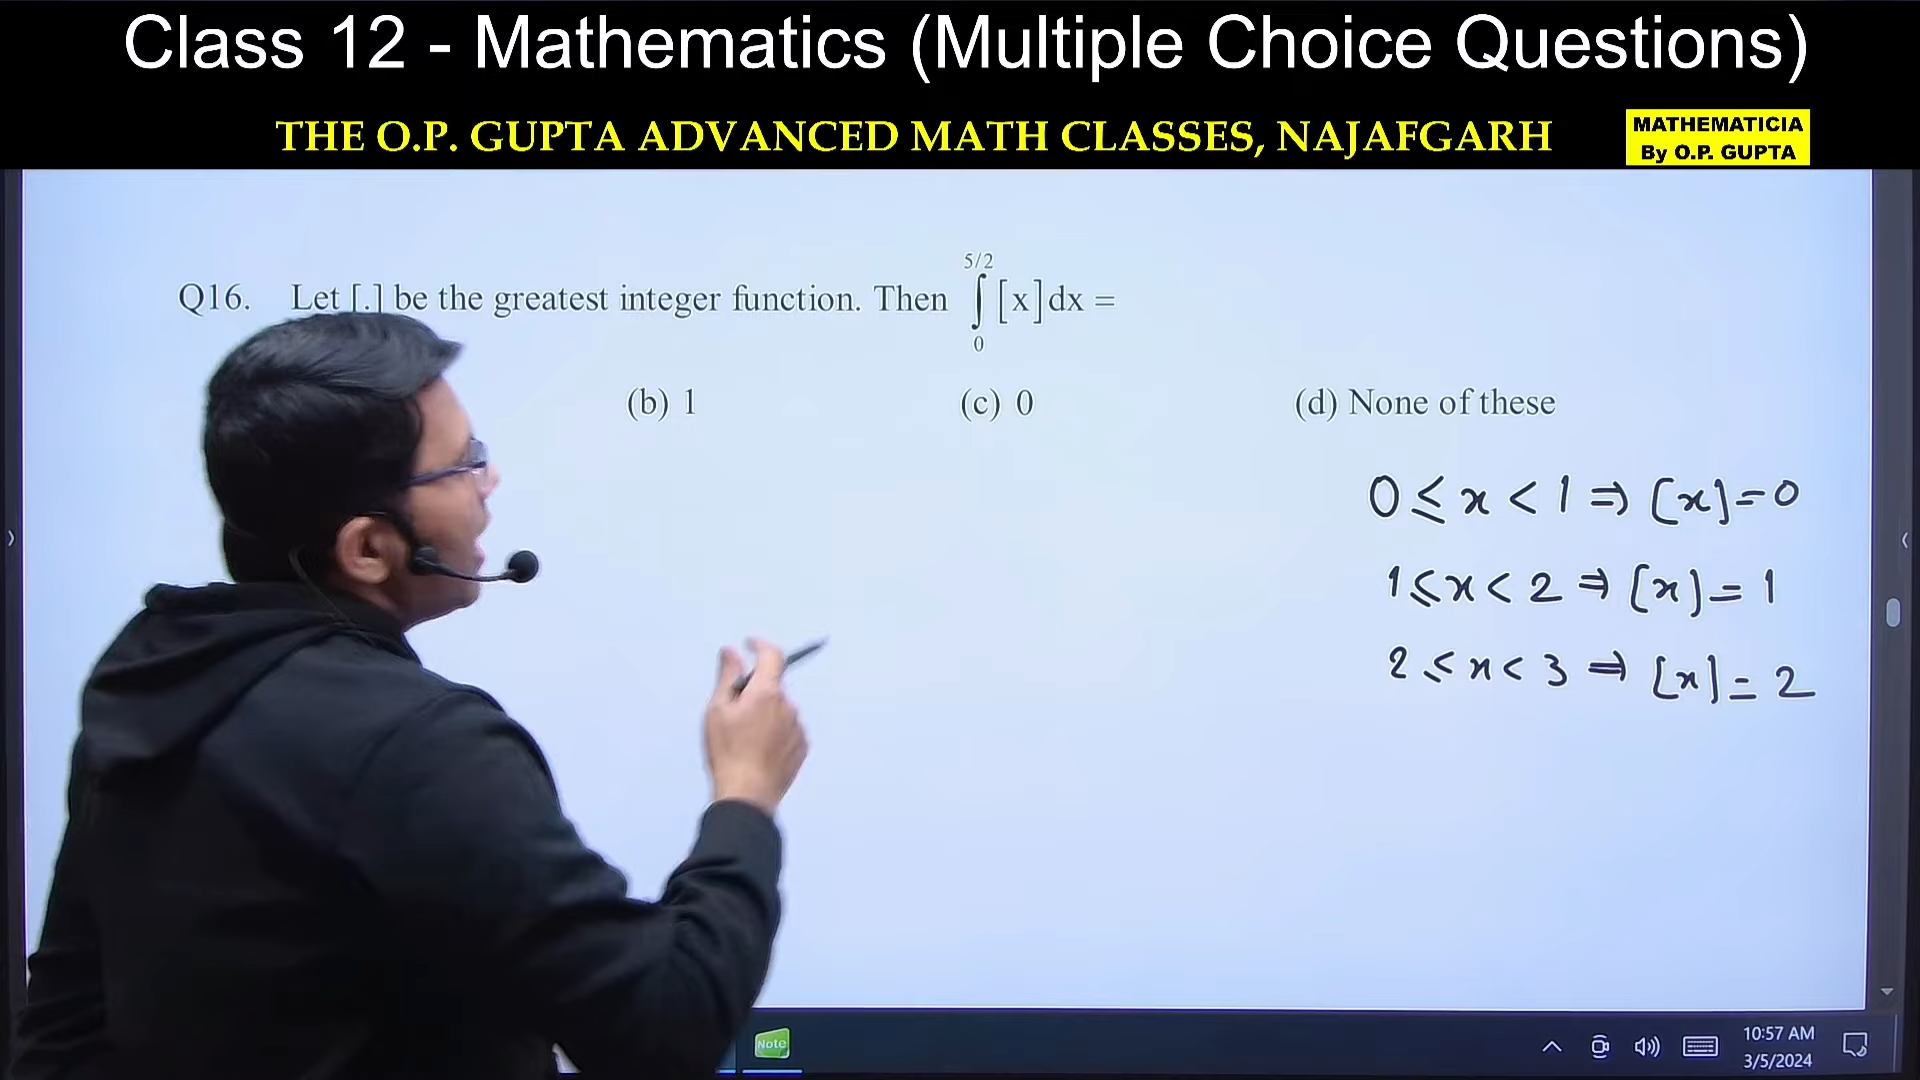 Class 12 - Mathematics (Multiple Choice Questions)
THE O.P. GUPTA ADVANCED MATH CLASSES, NAJAFGARH
MATHEMATICIA
By O.P. GUPTA
Q16. Let [.] be the greatest integer function. Then ∫₀^{5/2} [x]dx =
(b) 1 (c) 0 (d) None of these
0 ≤ x < 1 ⇒ [x]=0
1 ≤ x < 2 ⇒ [x] = 1
2 ≤ x < 3 ⇒ [x] = 2
Note
10:57 AM
3/5/2024